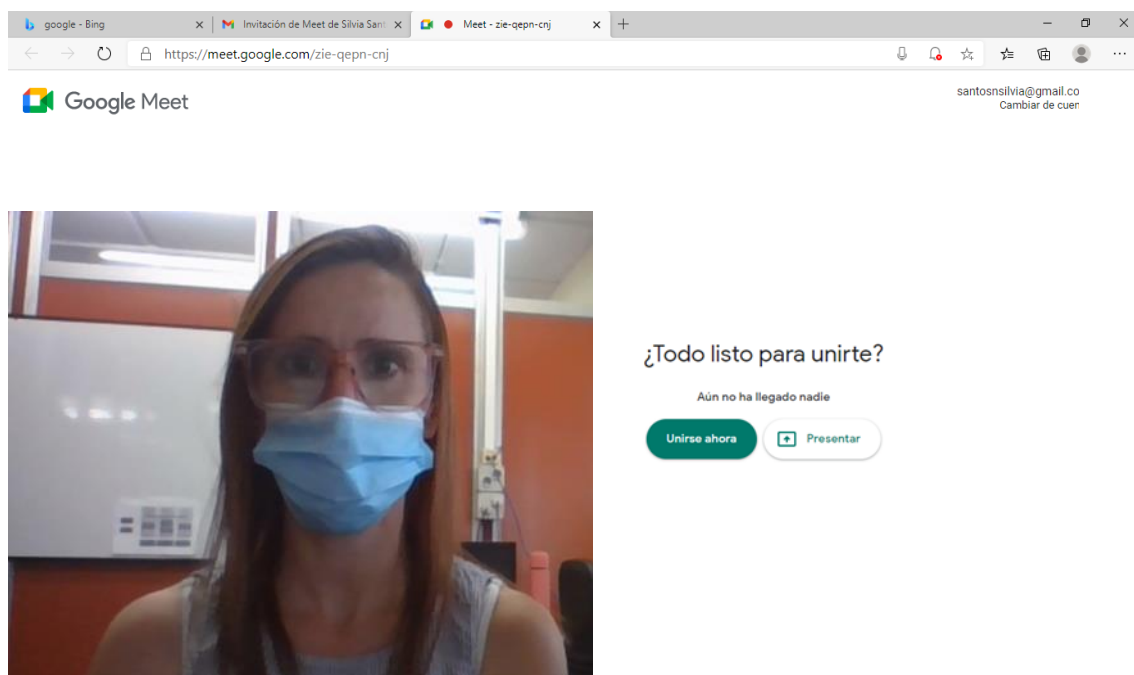 google - Bing
Invitación de Meet de Silvia Sant
Meet - zie-qepn-cnj
https://meet.google.com/zie-qepn-cnj
Google Meet
santosnsilvia@gmail.co
Cambiar de cuen
¿Todo listo para unirte?
Aún no ha llegado nadie
Unirse ahora
Presentar